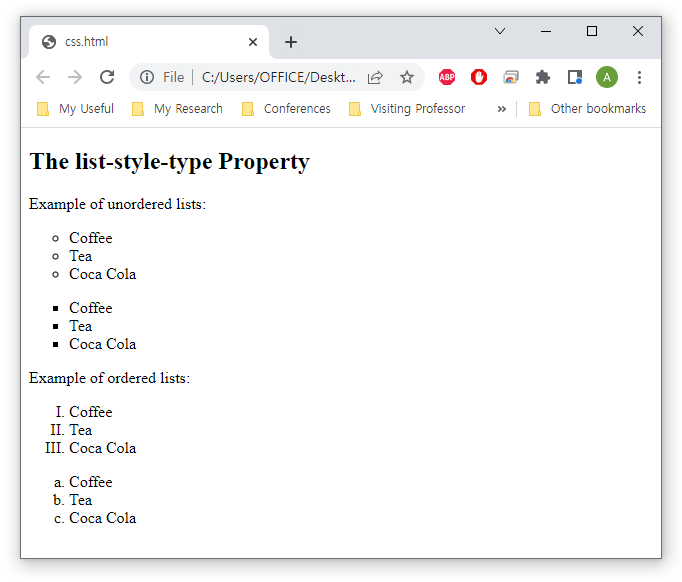 css.html
File C:/Users/OFFICE/Deskt...
ABP
A
My Useful My Research Conferences Visiting Professor » Other bookmarks
The list-style-type Property
Example of unordered lists:
Coffee
Tea
Coca Cola
Coffee
Tea
Coca Cola
Example of ordered lists:
I. Coffee
II. Tea
III. Coca Cola
a. Coffee
b. Tea
c. Coca Cola